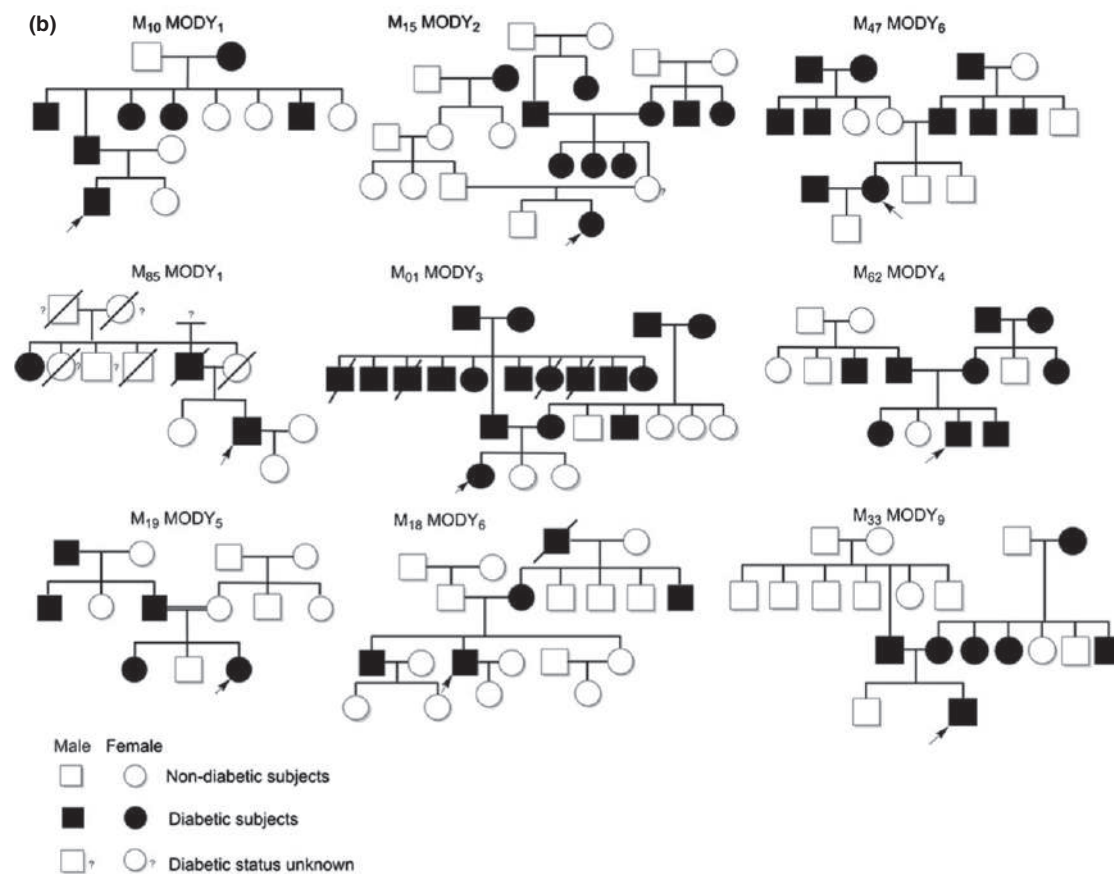 (b)
M10 MODY1
M15 MODY2
M47 MODY6
?
M85 MODY1
M01 MODY3
M62 MODY4
? ? ?
? ?
M19 MODY5
M18 MODY6
M33 MODY9
Male Female
Non-diabetic subjects
Diabetic subjects
? ? Diabetic status unknown